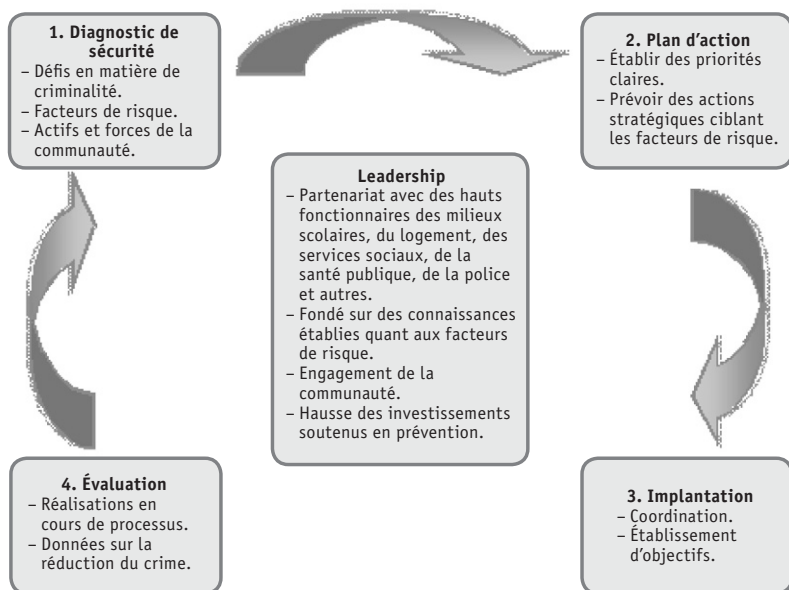 1. Diagnostic de
sécurité
– Défis en matière de
criminalité.
– Facteurs de risque.
– Actifs et forces de la
communauté.
2. Plan d’action
– Établir des priorités
claires.
– Prévoir des actions
stratégiques ciblant
les facteurs de risque.
Leadership
– Partenariat avec des hauts
fonctionnaires des milieux
scolaires, du logement, des
services sociaux, de la
santé publique, de la police
et autres.
– Fondé sur des connaissances
établies quant aux facteurs
de risque.
– Engagement de la
communauté.
– Hausse des investissements
soutenus en prévention.
3. Implantation
– Coordination.
– Établissement
d’objectifs.
4. Évaluation
– Réalisations en
cours de processus.
– Données sur la
réduction du crime.